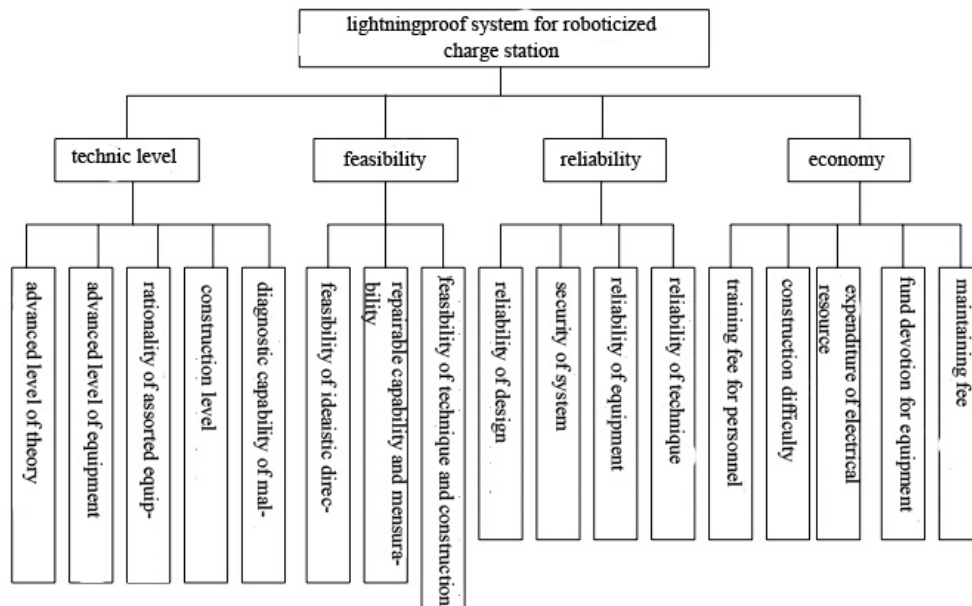 lightningproof system for roboticized
charge station
technic level
feasibility
reliability
economy
advanced level of theory
advanced level of equipment
rationality of assorted equip-
construction level
diagnostic capability of mal-
feasibility of ideaistic direc-
repairable capability and mensura-
bility
feasibility of technique and construction
reliability of design
security of system
reliability of equipment
reliability of technique
training fee for personnel
construction difficulty
expenditure of electrical
resource
fund devotion for equipment
maintaining fee